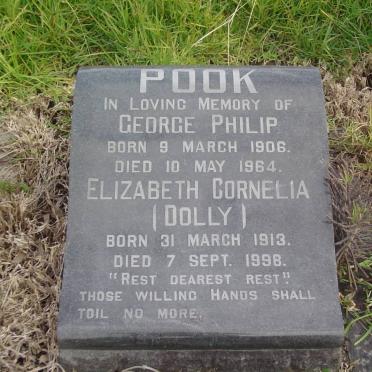 POOK
IN LOVING MEMORY OF
GEORGE PHILIP
BORN 9 MARCH 1906.
DIED 10 MAY 1964.
ELIZABETH CORNELIA
(DOLLY)
BORN 31 MARCH 1913.
DIED 7 SEPT. 1998.
"REST DEAREST REST".
THOSE WILLING HANDS SHALL
TOIL NO MORE.